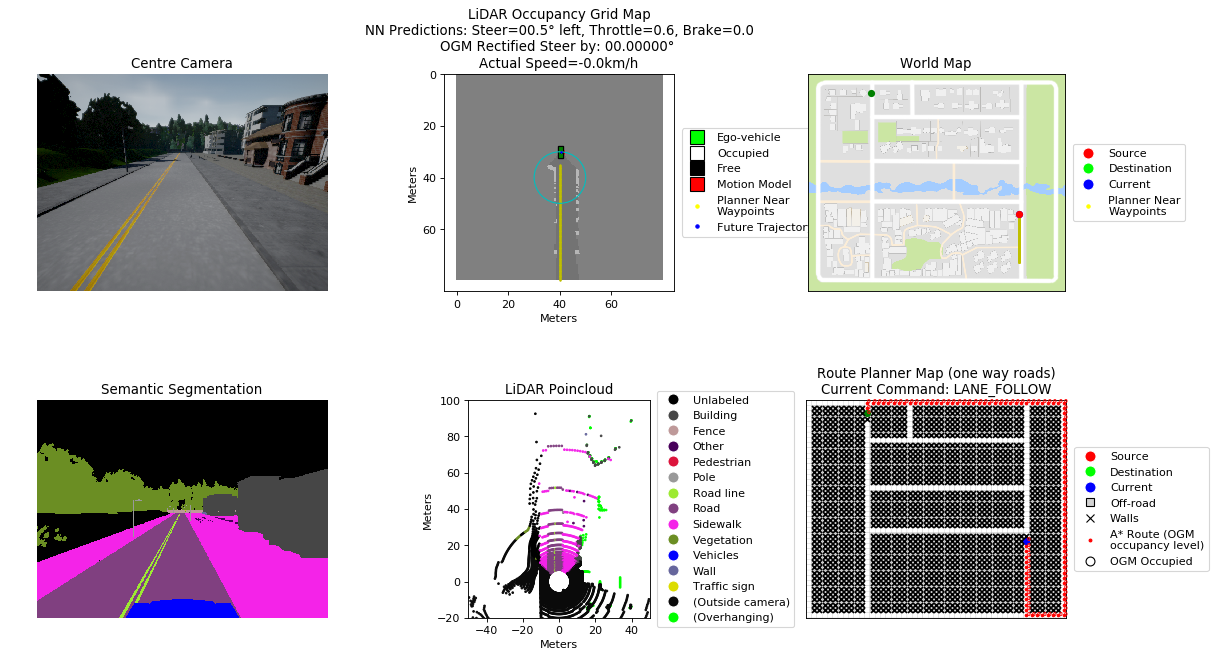 LiDAR Occupancy Grid Map
NN Predictions: Steer=00.5° left, Throttle=0.6, Brake=0.0
OGM Rectified Steer by: 00.00000°
Actual Speed=-0.0km/h
Centre Camera
World Map
0
20
40
60
Meters
0
20
40
60
Meters
Ego-vehicle
Occupied
Free
Motion Model
Planner Near
Waypoints
Future Trajector
Source
Destination
Current
Planner Near
Waypoints
Semantic Segmentation
LiDAR Poincloud
Route Planner Map (one way roads)
Current Command: LANE_FOLLOW
100
80
60
40
20
0
−20
Meters
−40
−20
0
20
40
Meters
Unlabeled
Building
Fence
Other
Pedestrian
Pole
Road line
Road
Sidewalk
Vegetation
Vehicles
Wall
Traffic sign
(Outside camera)
(Overhanging)
Source
Destination
Current
Off-road
Walls
A* Route (OGM
occupancy level)
OGM Occupied